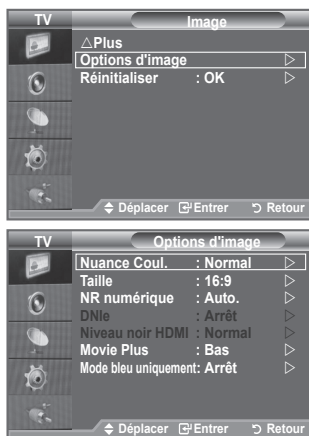 TV Image
△Plus
Options d'image ▷
Réinitialiser : OK ▷
Déplacer Entrer Retour
TV Options d'image
Nuance Coul. : Normal ▷
Taille : 16:9 ▷
NR numérique : Auto. ▷
DNIe : Arrêt ▷
Niveau noir HDMI : Normal ▷
Movie Plus : Bas ▷
Mode bleu uniquement: Arrêt ▷
Déplacer Entrer Retour